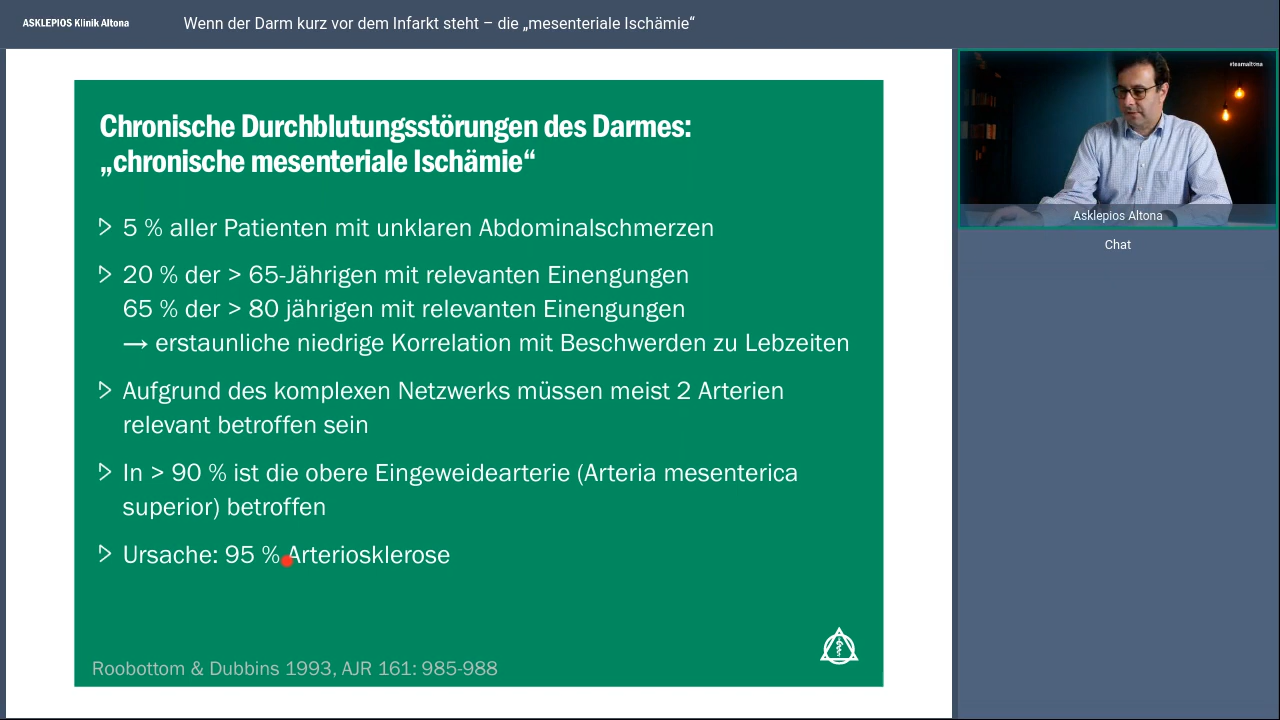 ASKLEPIOS Klinik Altona
Wenn der Darm kurz vor dem Infarkt steht – die „mesenteriale Ischämie“
#teamaltona
Chronische Durchblutungsstörungen des Darmes:
„chronische mesenteriale Ischämie“
5 % aller Patienten mit unklaren Abdominalschmerzen
20 % der > 65-Jährigen mit relevanten Einengungen
65 % der > 80 jährigen mit relevanten Einengungen
→ erstaunliche niedrige Korrelation mit Beschwerden zu Lebzeiten
Aufgrund des komplexen Netzwerks müssen meist 2 Arterien
relevant betroffen sein
In > 90 % ist die obere Eingeweidearterie (Arteria mesenterica
superior) betroffen
Ursache: 95 % Arteriosklerose
Roobottom & Dubbins 1993, AJR 161: 985-988
Asklepios Altona
Chat